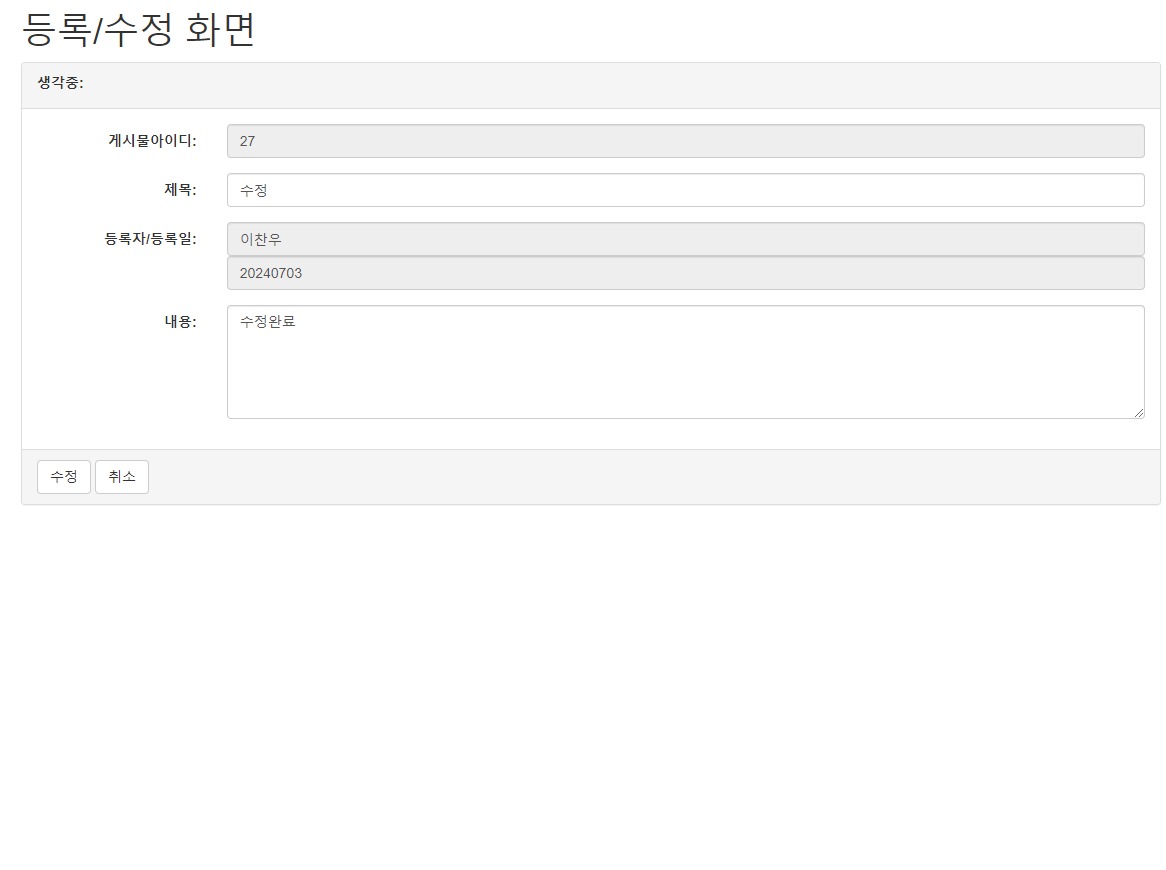 등록/수정 화면
생각중:
게시물아이디: 27
제목: 수정
등록자/등록일: 이찬우
20240703
내용: 수정완료
수정 취소